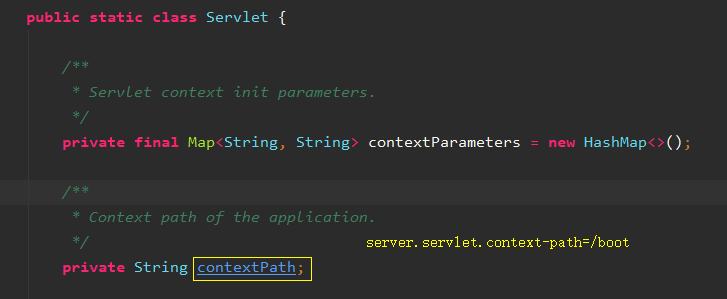 public static class Servlet {
/**
* Servlet context init parameters.
*/
private final Map<String, String> contextParameters = new HashMap<>();
/**
* Context path of the application.
*/
server.servlet.context-path=/boot
private String contextPath;